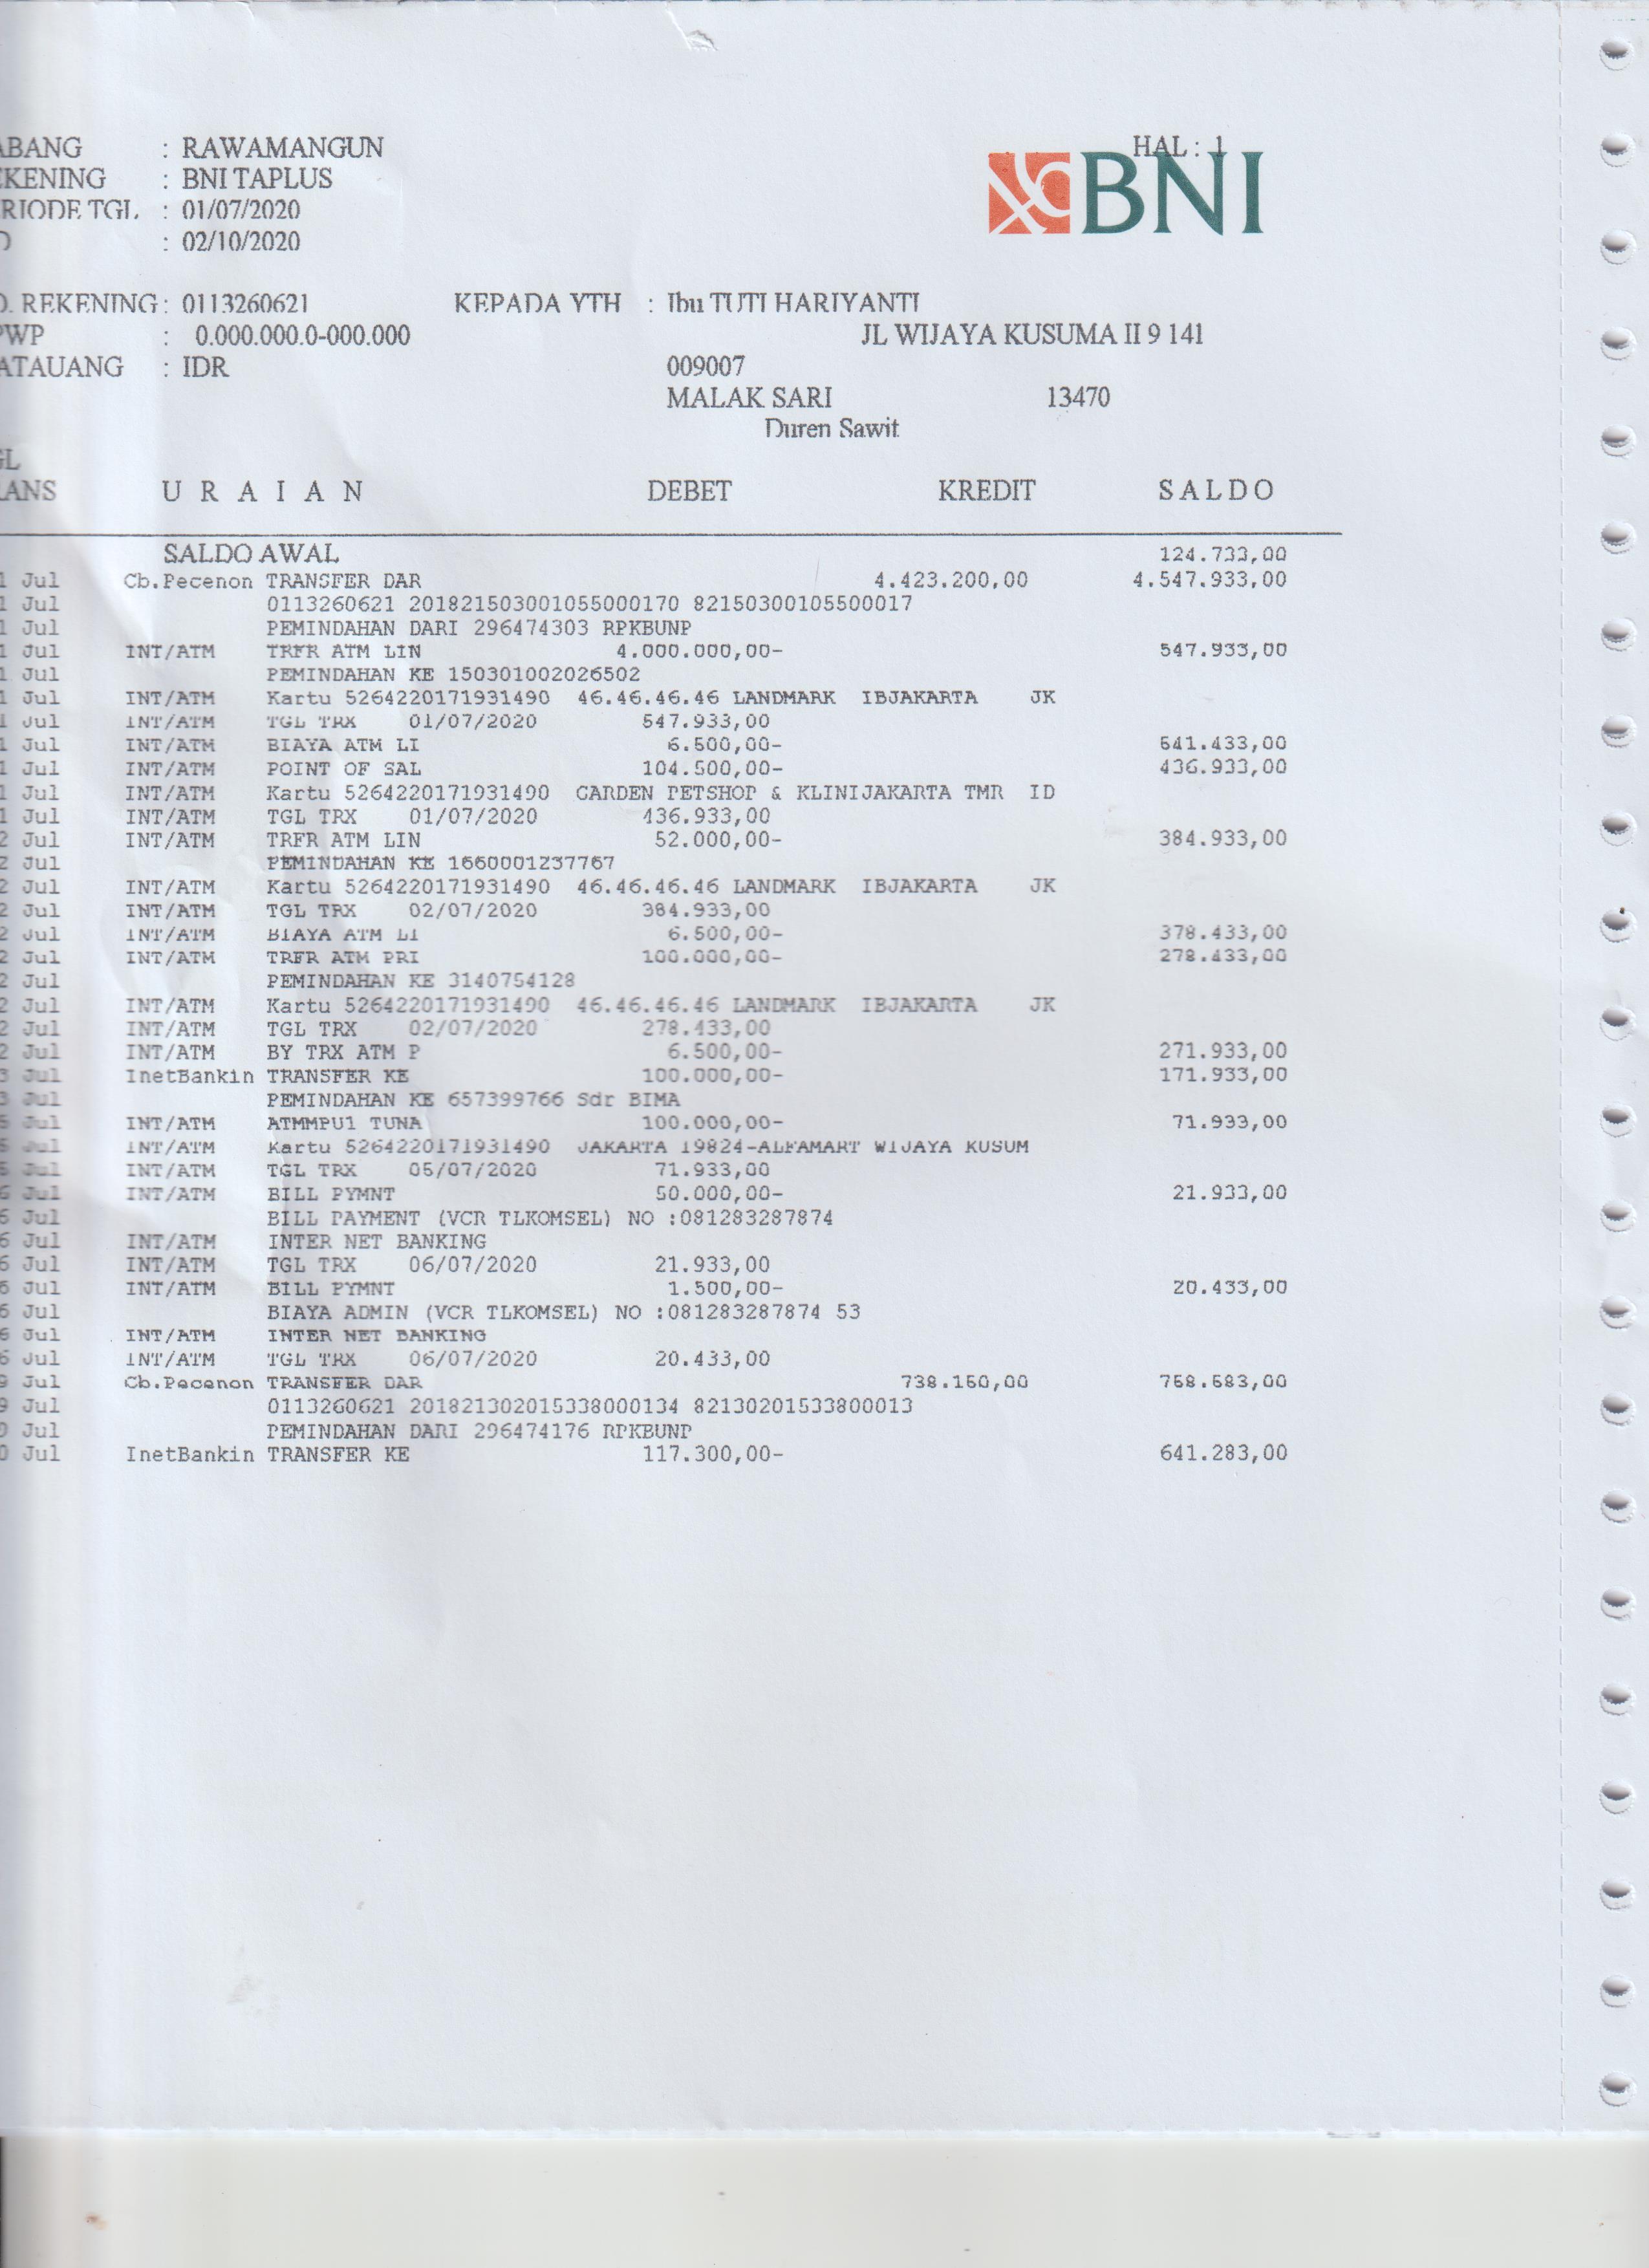 HAL : 1
BNI
ABANG : RAWAMANGUN
EKENING : BNI TAPLUS
RIODE TGL : 01/07/2020
D : 02/10/2020
O. REKENING : 0113260621 KEPADA YTH : Ibu TUTI HARIYANTI
PWP : 0.000.000.0-000.000 JL WIJAYA KUSUMA II 9 141
ATAUANG : IDR 009007
MALAK SARI 13470
Duren Sawit
GL
ANS U R A I A N DEBET KREDIT S A L D O
SALDO AWAL 124.733,00
1 Jul Cb.Pecenon TRANSFER DAR 4.423.200,00 4.547.933,00
1 Jul 0113260621 201821503001055000170 82150300105500017
1 Jul PEMINDAHAN DARI 296474303 RPKBUNP
1 Jul INT/ATM TRFR ATM LIN 4.000.000,00- 547.933,00
1 Jul PEMINDAHAN KE 150301002026502
1 Jul INT/ATM Kartu 5264220171931490 46.46.46.46 LANDMARK IBJAKARTA JK
1 Jul INT/ATM TGL TRX 01/07/2020 547.933,00
1 Jul INT/ATM BIAYA ATM LI 6.500,00- 541.433,00
1 Jul INT/ATM POINT OF SAL 104.500,00- 436.933,00
1 Jul INT/ATM Kartu 5264220171931490 GARDEN PETSHOP & KLINIJAKARTA TMR ID
1 Jul INT/ATM TGL TRX 01/07/2020 436.933,00
2 Jul INT/ATM TRFR ATM LIN 52.000,00- 384.933,00
2 Jul PEMINDAHAN KE 1660001237767
2 Jul INT/ATM Kartu 5264220171931490 46.46.46.46 LANDMARK IBJAKARTA JK
2 Jul INT/ATM TGL TRX 02/07/2020 384.933,00
2 Jul INT/ATM BIAYA ATM LI 6.500,00- 378.433,00
2 Jul INT/ATM TRFR ATM PRI 100.000,00- 278.433,00
2 Jul PEMINDAHAN KE 3140754128
2 Jul INT/ATM Kartu 5264220171931490 46.46.46.46 LANDMARK IBJAKARTA JK
2 Jul INT/ATM TGL TRX 02/07/2020 278.433,00
2 Jul INT/ATM BY TRX ATM P 6.500,00- 271.933,00
3 Jul InetBankin TRANSFER KE 100.000,00- 171.933,00
3 Jul PEMINDAHAN KE 657399766 Sdr BIMA
5 Jul INT/ATM ATMMPU1 TUNA 100.000,00- 71.933,00
5 Jul INT/ATM Kartu 5264220171931490 JAKARTA 19824-ALFAMART WIJAYA KUSUM
5 Jul INT/ATM TGL TRX 05/07/2020 71.933,00
6 Jul INT/ATM BILL PYMNT 50.000,00- 21.933,00
6 Jul BILL PAYMENT (VCR TLKOMSEL) NO :081283287874
6 Jul INT/ATM INTER NET BANKING
6 Jul INT/ATM TGL TRX 06/07/2020 21.933,00
6 Jul INT/ATM BILL PYMNT 1.500,00- 20.433,00
6 Jul BIAYA ADMIN (VCR TLKOMSEL) NO :081283287874 53
6 Jul INT/ATM INTER NET BANKING
6 Jul INT/ATM TGL TRX 06/07/2020 20.433,00
9 Jul Cb.Pecenon TRANSFER DAR 738.150,00 758.583,00
9 Jul 0113260621 201821302015338000134 82130201533800013
9 Jul PEMINDAHAN DARI 296474176 RPKBUNP
0 Jul InetBankin TRANSFER KE 117.300,00- 641.283,00